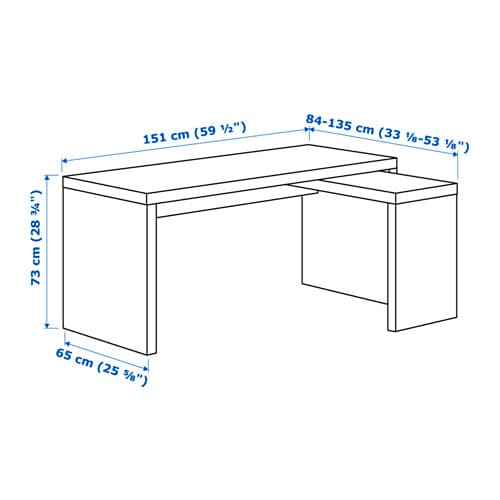 151 cm (59 ½")
84-135 cm (33 ⅛-53 ⅛")
73 cm (28 ¾")
65 cm (25 ⅝")